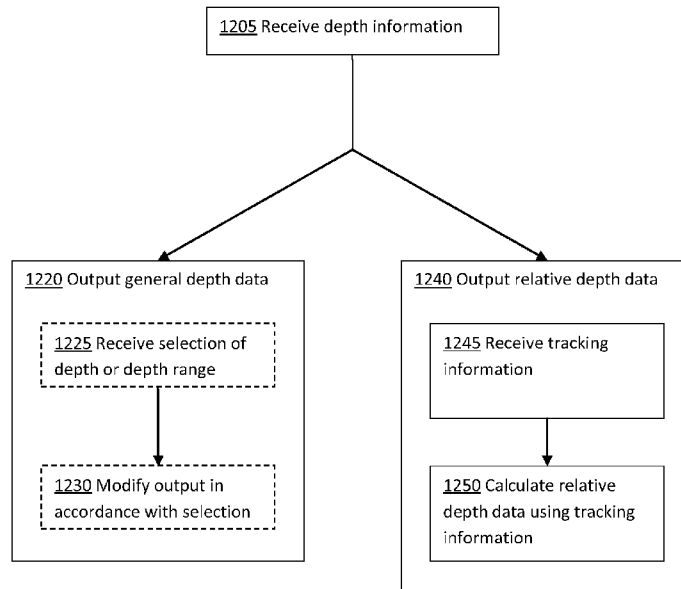 1205 Receive depth information
1220 Output general depth data
1225 Receive selection of
depth or depth range
1230 Modify output in
accordance with selection
1240 Output relative depth data
1245 Receive tracking
information
1250 Calculate relative
depth data using tracking
information